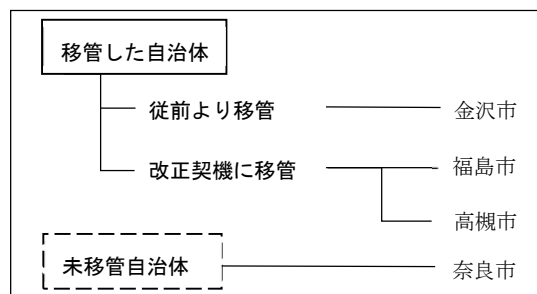 移管した自治体
従前より移管 金沢市
改正契機に移管 福島市
高槻市
未移管自治体 奈良市